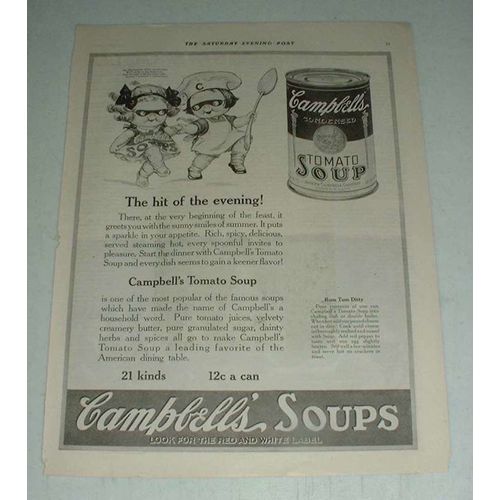 THE SATURDAY EVENING POST
Campbell's
CONDENSED
TOMATO
SOUP
The hit of the evening!
There, at the very beginning of the feast, it
greets you with the sunny smiles of summer. It puts
a sparkle in your appetite. Rich, spicy, delicious,
served steaming hot, every spoonful invites to
pleasure. Start the dinner with Campbell's Tomato
Soup and every dish seems to gain a keener flavor!
Campbell's Tomato Soup
is one of the most popular of the famous soups
which have made the name of Campbell's a
household word. Pure tomato juices, velvety
creamery butter, pure granulated sugar, dainty
herbs and spices all go to make Campbell's
Tomato Soup a leading favorite of the
American dining table.
21 kinds 12c a can
Rum Tum Ditty
Campbell's SOUPS
LOOK FOR THE RED AND WHITE LABEL